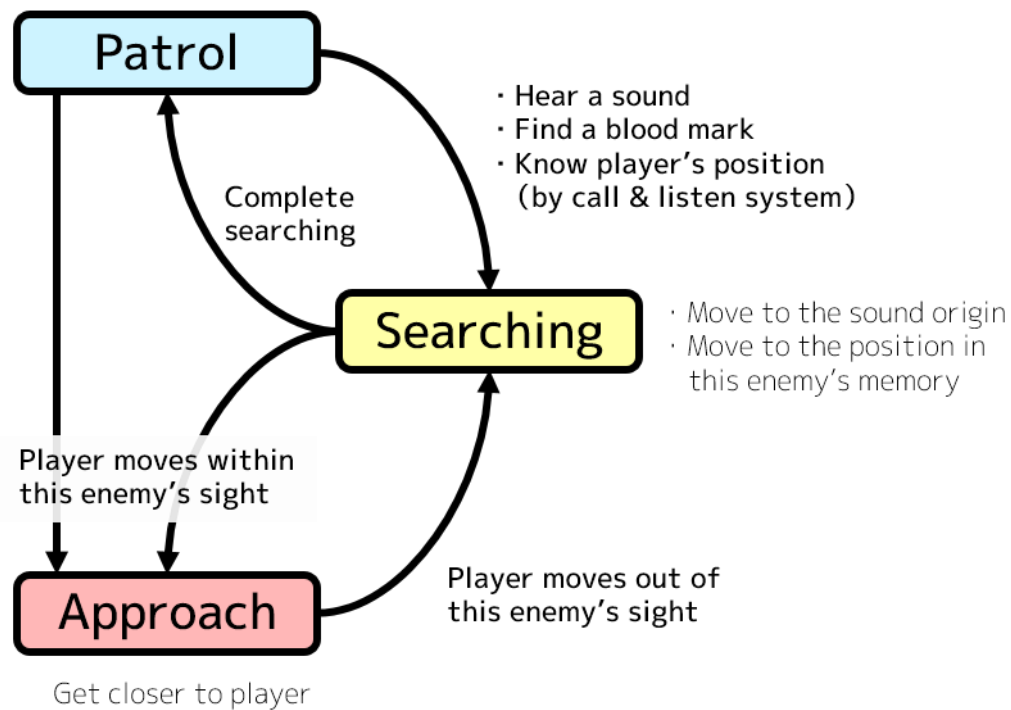 Patrol
· Hear a sound
· Find a blood mark
· Know player's position
(by call & listen system)
Complete
searching
Searching
· Move to the sound origin
· Move to the position in
this enemy's memory
Player moves within
this enemy's sight
Approach
Player moves out of
this enemy's sight
Get closer to player